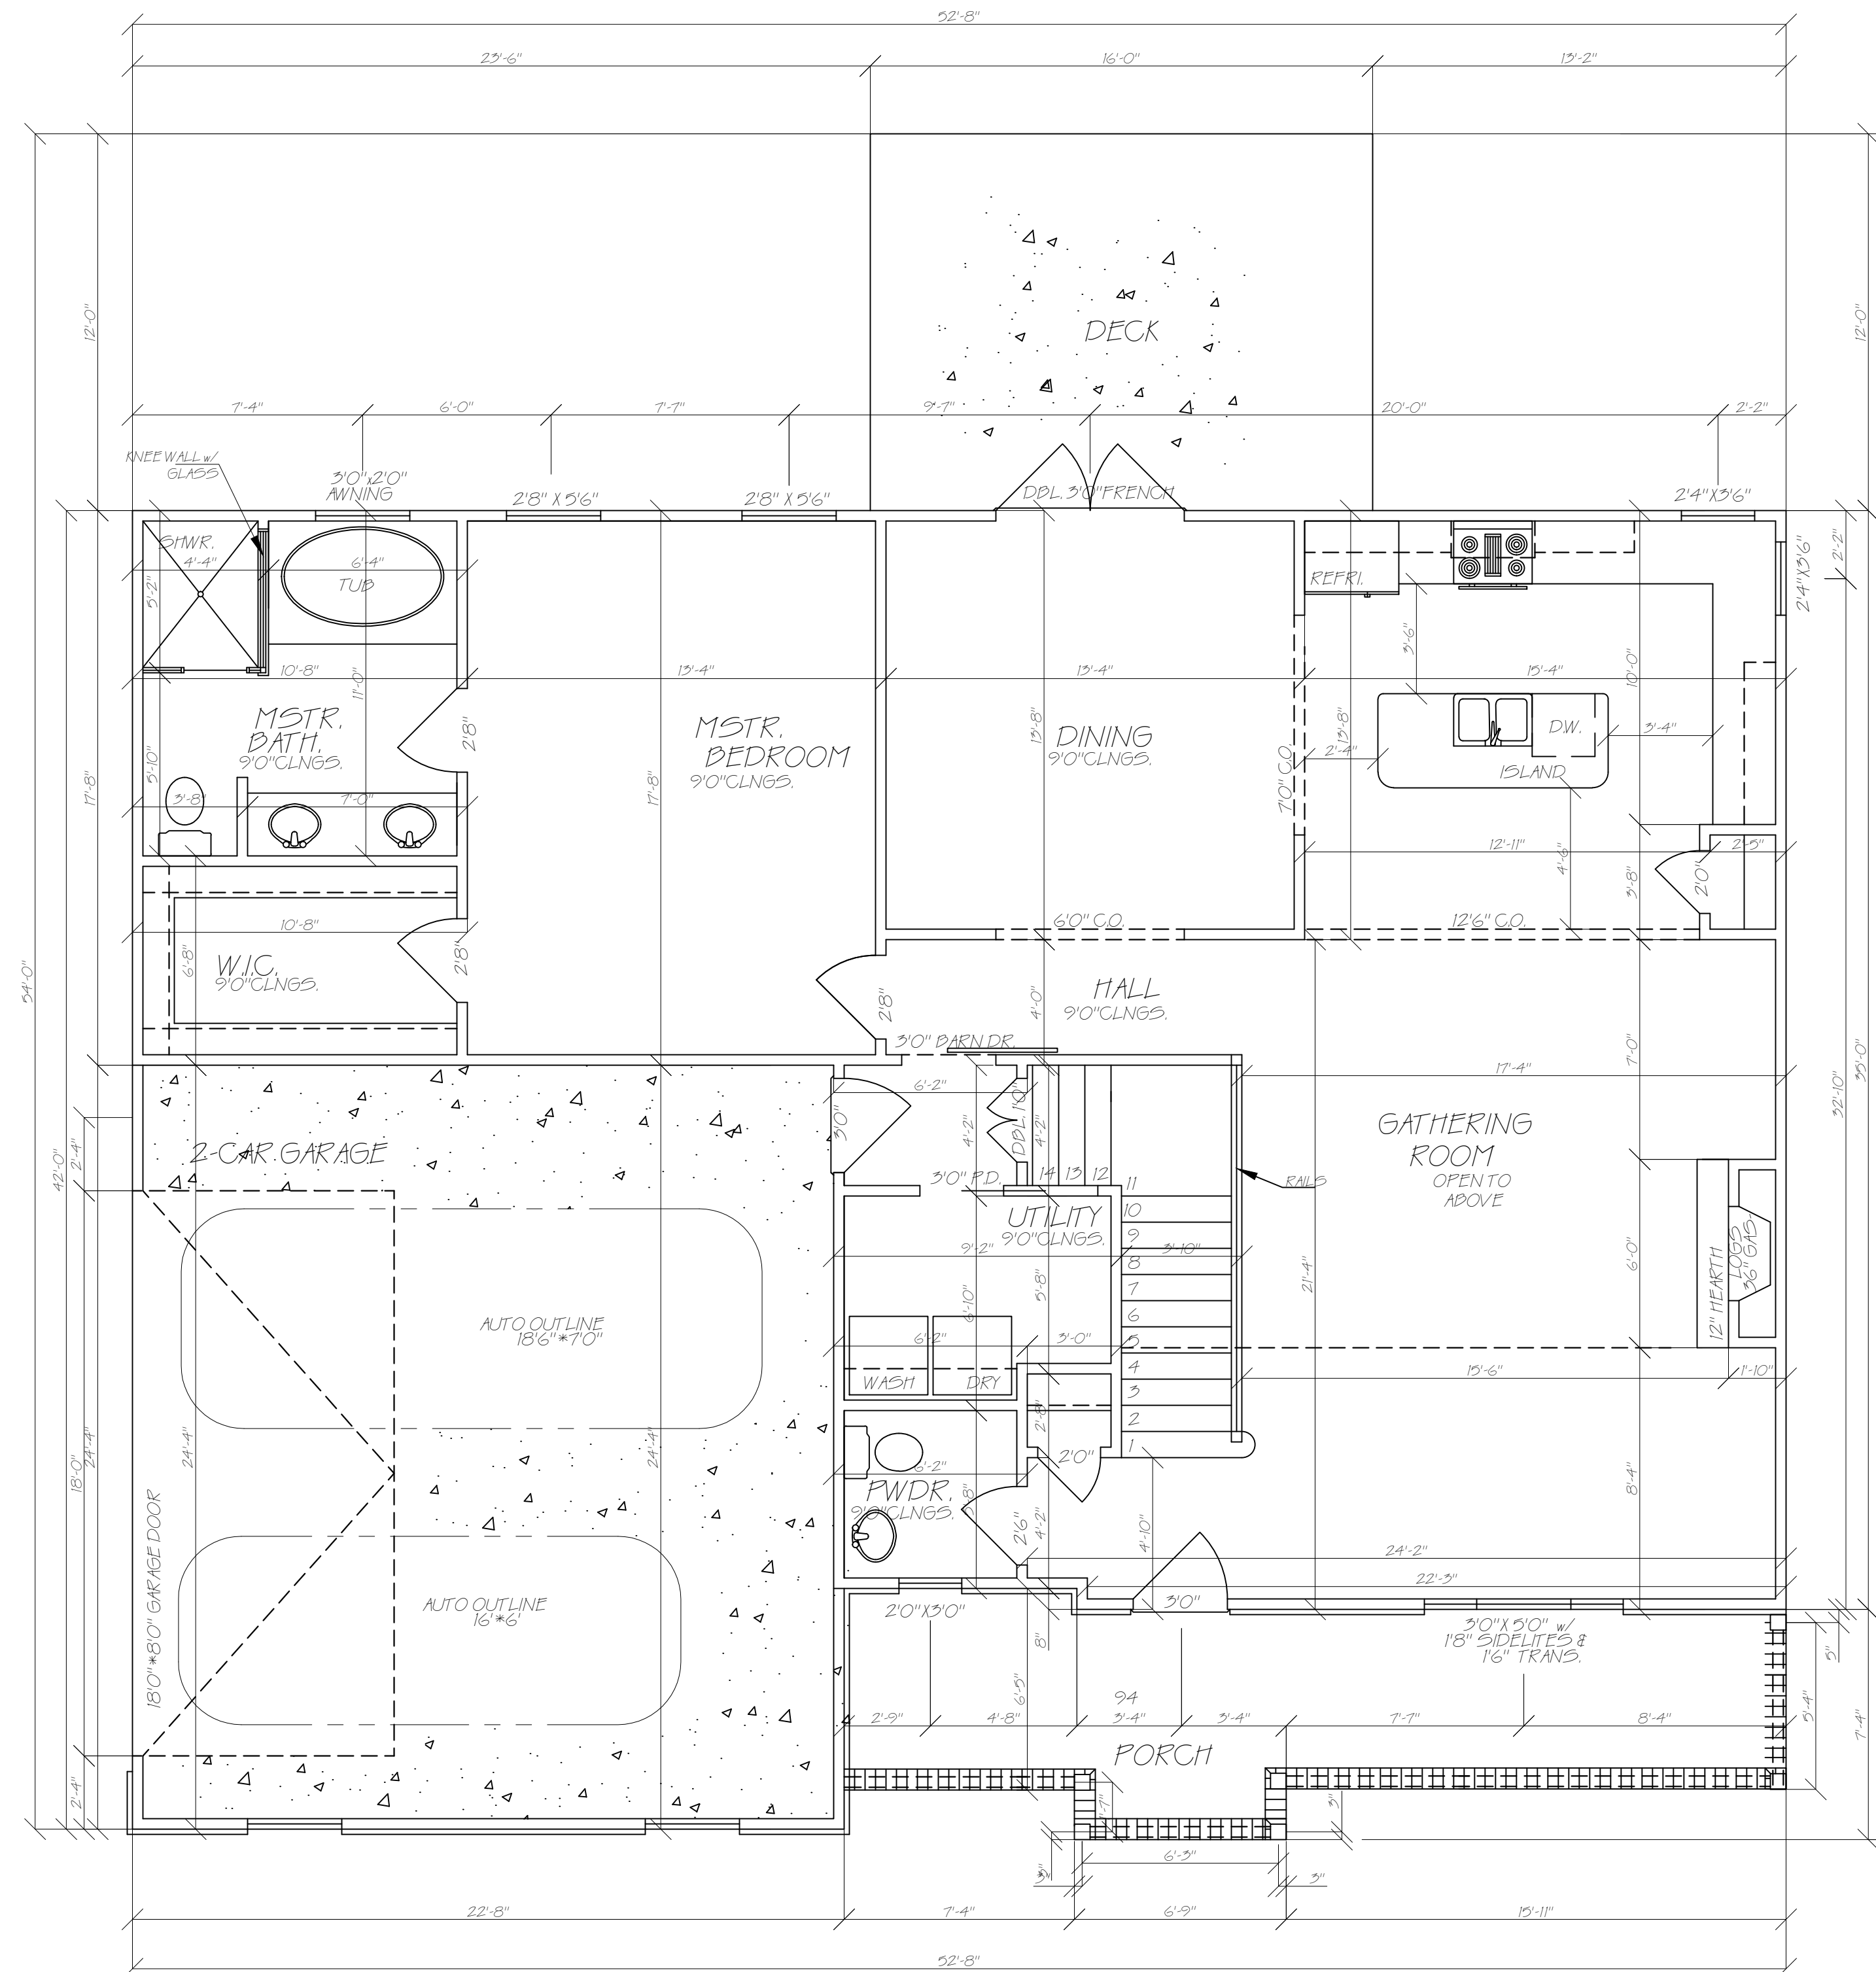 52'-8"
23'-6" 16'-0" 13'-2"
12'-0" 12'-0"
DECK
7'-4" 6'-0" 7'-7" 9'-7" 20'-0" 2'-2"
KNEE WALL w/
GLASS
3'0"x2'0"
AWNING
2'8" X 5'6"
2'8" X 5'6"
DBL. 3'0" FRENCH
2'4"X3'6"
2'4"X3'6"
2'-2"
SHWR.
4'-4"
5'-2"
6'-4"
TUB
REFRI.
3'-6"
10'-0"
10'-8" 13'-4" 13'-4" 15'-4"
11'-0"
MSTR.
BATH.
9'0"CLNGS.
5'-10"
3'-8"
7'-0"
2'8"
MSTR.
BEDROOM
9'0"CLNGS.
17'-8"
17'-8"
13'-8"
DINING
9'0"CLNGS.
7'0" C.O.
13'-8"
2'-4"
D.W.
3'-4"
ISLAND
12'-11"
2'-5"
4'-6"
3'-8"
2'0"
6'0" C.O.
12'6" C.O.
10'-8"
W.I.C.
9'0"CLNGS.
6'-8"
2'8"
2'8"
HALL
9'0"CLNGS.
4'-0"
3'0" BARN DR.
7'-0"
54'-0"
42'-0"
32'-10"
35'-0"
17'-4"
6'-2"
3'0"
4'-2"
DBL. 1'0"
4'-2"
2'-4"
2-CAR GARAGE
GATHERING
ROOM
OPEN TO
ABOVE
RAILS
3'0" P.D.
14 13 12
11
10
9
8
7
6
5
4
3
2
1
UTILITY
9'0"CLNGS.
9'-2" 3'-10"
5'-8"
6'-10"
21'-4"
6'-0"
12" HEARTH
36" GAS
LOGS
AUTO OUTLINE
18'6"*7'0"
6'-2" 3'-0"
WASH DRY
15'-6" 1'-10"
2'-8"
2'0"
18'-0"
24'-4"
24'-4"
24'-4"
6'-2"
PWDR.
9'0"CLNGS.
5'-8"
2'6"
4'-2"
4'-10"
8'-4"
18'0"*8'0" GARAGE DOOR
24'-2"
22'-3"
AUTO OUTLINE
16'*6'
2'0"X3'0"
3'0"
8"
3'0"X5'0" w/
1'8" SIDELITES &
1'6" TRANS.
5"
5'-4"
7'-4"
6'-5"
94
2'-9" 4'-8" 3'-4" 3'-4" 7'-7" 8'-4"
PORCH
2'-4"
3"
6'-3"
3" 3"
22'-8" 7'-4" 6'-9" 15'-11"
52'-8"